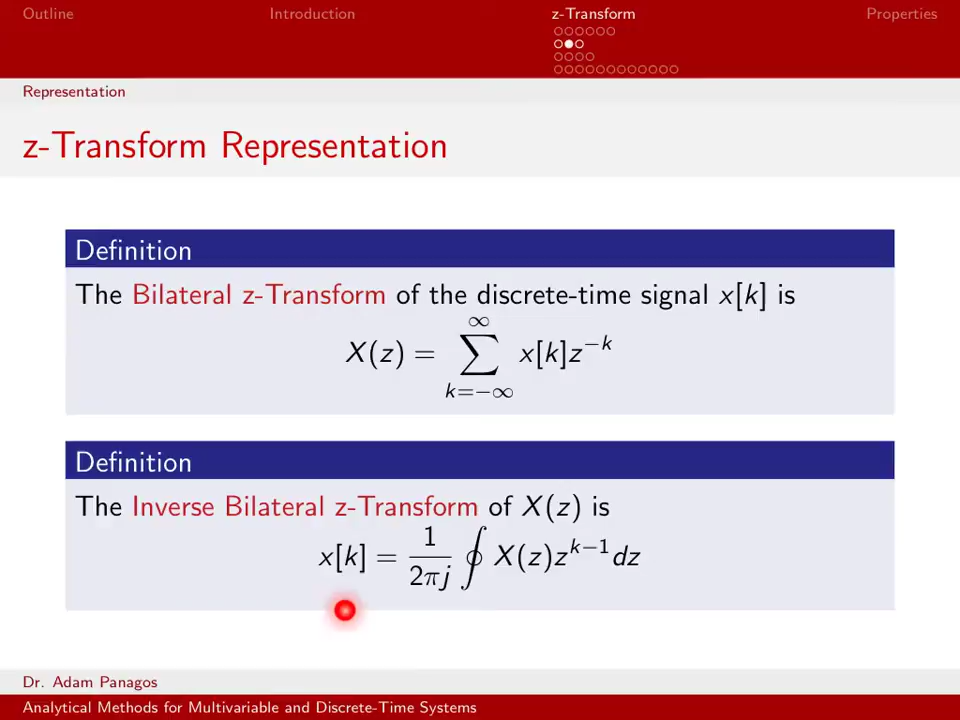 Outline Introduction z-Transform Properties
Representation
z-Transform Representation
Definition
The Bilateral z-Transform of the discrete-time signal x[k] is
X(z) = ∑_{k=−∞}^{∞} x[k]z^{−k}
Definition
The Inverse Bilateral z-Transform of X(z) is
x[k] = \frac{1}{2πj} ∮ X(z)z^{k−1}dz
Dr. Adam Panagos
Analytical Methods for Multivariable and Discrete-Time Systems